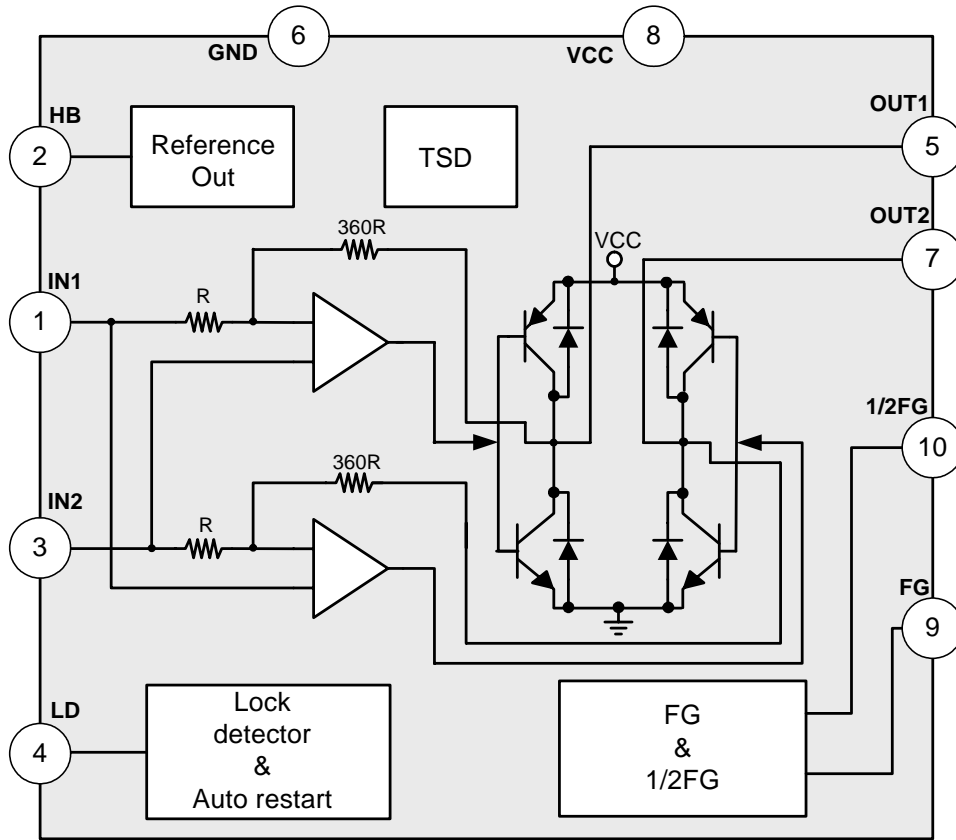 6
GND
8
VCC
HB
2
Reference
Out
TSD
OUT1
5
OUT2
7
360R
VCC
IN1
1
R
1/2FG
10
360R
IN2
3
R
FG
9
LD
4
Lock
detector
&
Auto restart
FG
&
1/2FG